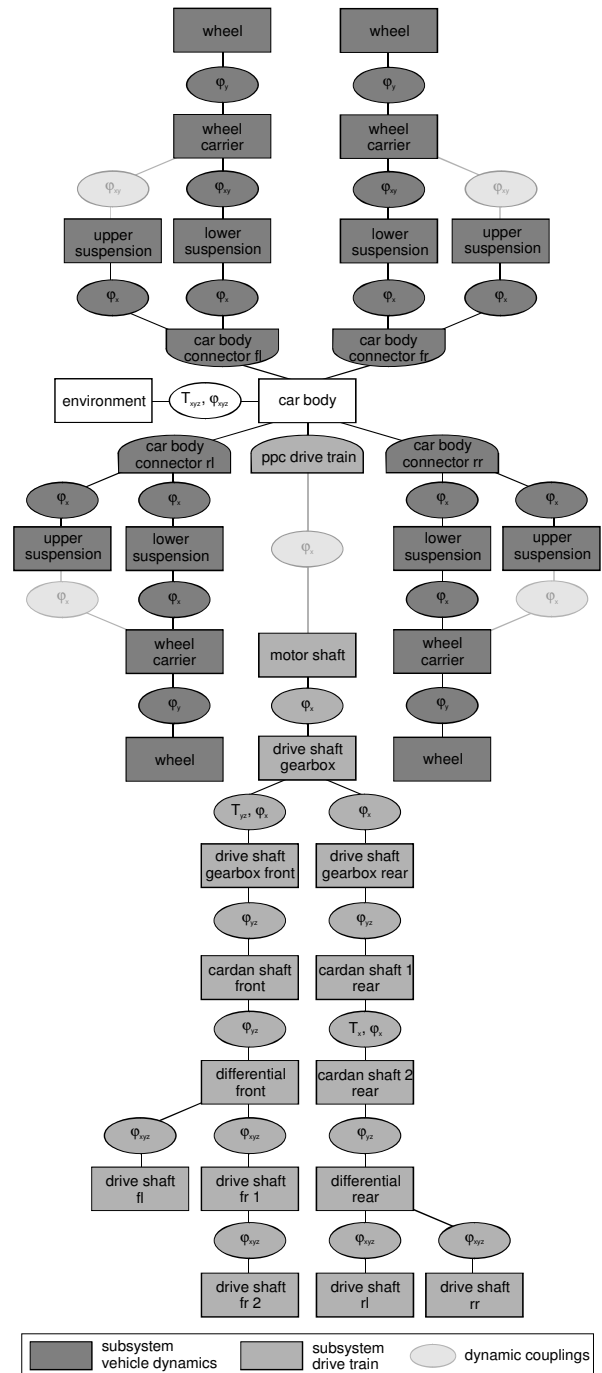 wheel
wheel
φy
φy
wheel
carrier
wheel
carrier
φxy
φxy
φxy
φxy
upper
suspension
lower
suspension
lower
suspension
upper
suspension
φx
φx
φx
φx
car body
connector fl
car body
connector fr
environment
Txyz, φxyz
car body
car body
connector rl
ppc drive train
car body
connector rr
φx
φx
φx
φx
upper
suspension
lower
suspension
φx
lower
suspension
upper
suspension
φx
φx
φx
φx
wheel
carrier
motor shaft
wheel
carrier
φy
φx
φy
wheel
drive shaft
gearbox
wheel
Tyz, φx
φx
drive shaft
gearbox front
drive shaft
gearbox rear
φyz
φyz
cardan shaft
front
cardan shaft 1
rear
φyz
Tx, φx
differential
front
cardan shaft 2
rear
φxyz
φxyz
φyz
drive shaft
fl
drive shaft
fr 1
differential
rear
φxyz
φxyz
φxyz
drive shaft
fr 2
drive shaft
rl
drive shaft
rr
subsystem
vehicle dynamics
subsystem
drive train
dynamic couplings